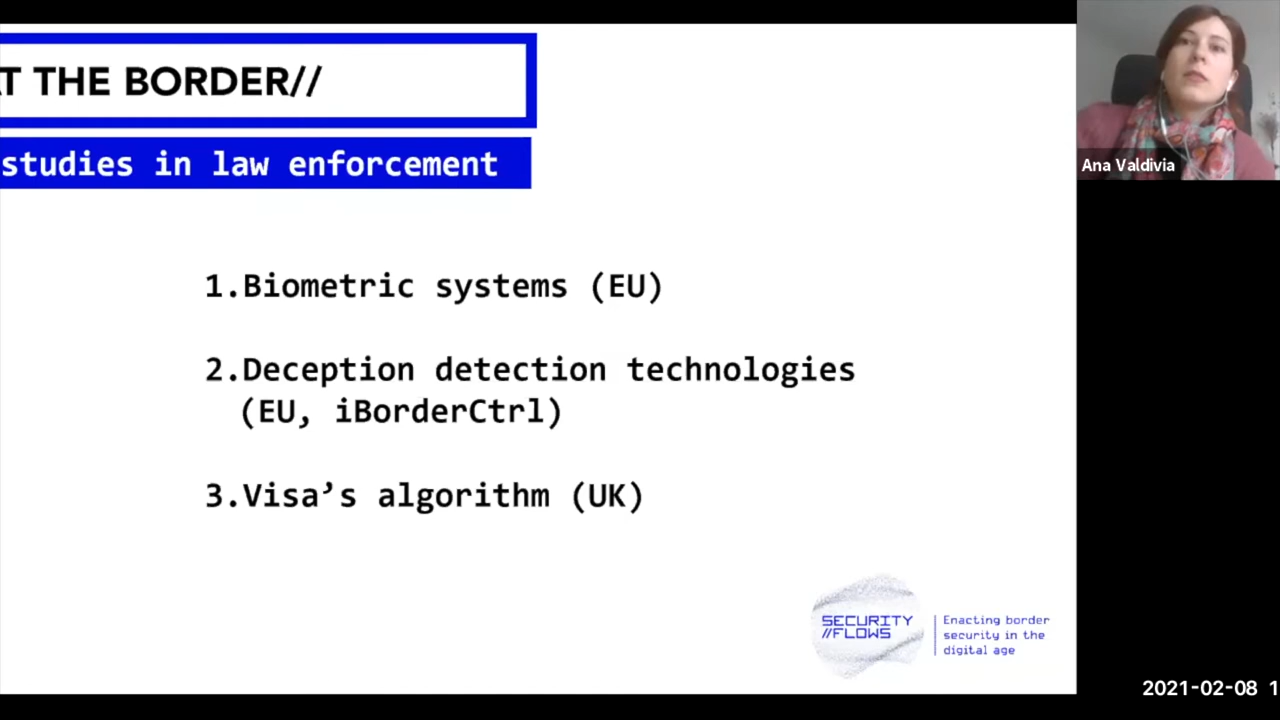 T THE BORDER//
studies in law enforcement
1.Biometric systems (EU)
2.Deception detection technologies
(EU, iBorderCtrl)
3.Visa’s algorithm (UK)
SECURITY
//FLOWS
Enacting border
security in the
digital age
Ana Valdivia
2021-02-08 1